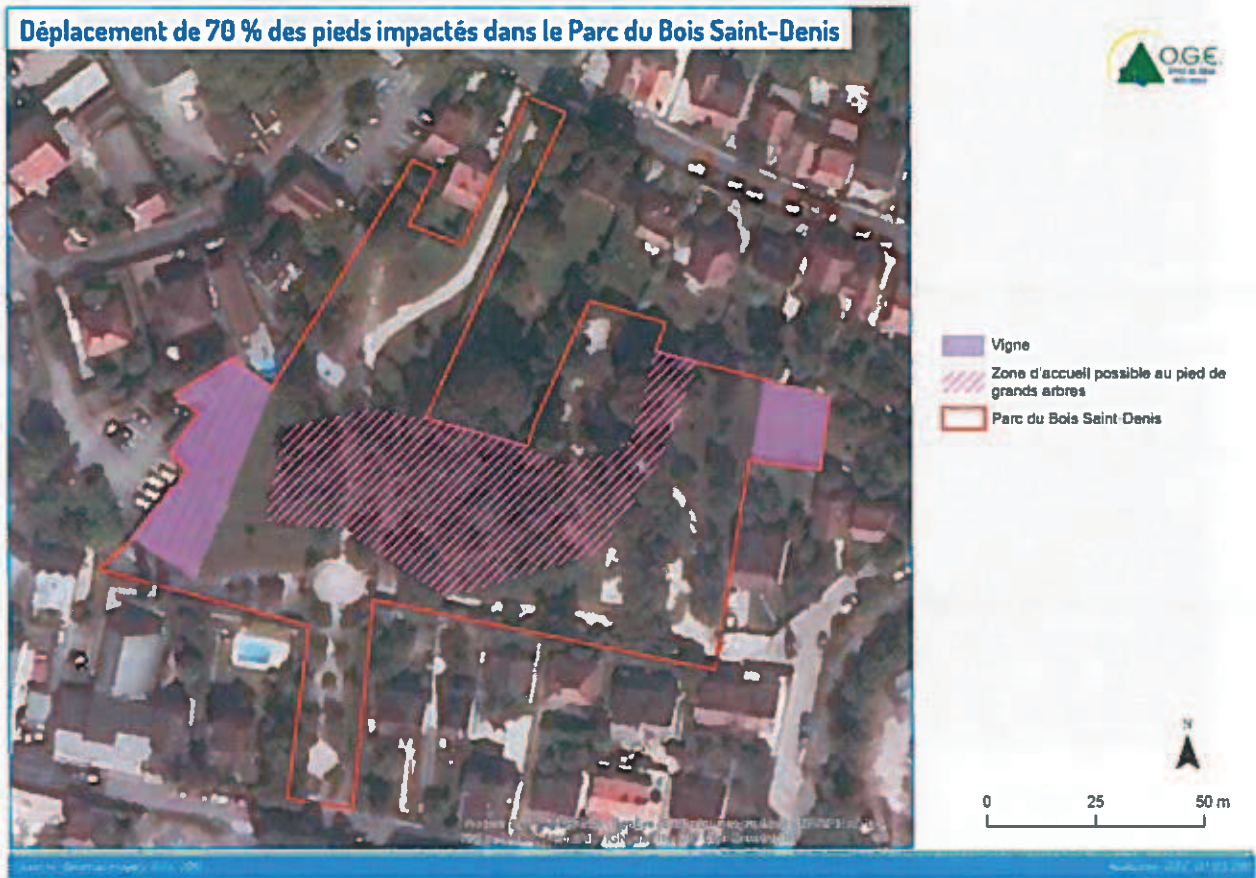 Déplacement de 70 % des pieds impactés dans le Parc du Bois Saint-Denis
O.G.E.
Vigne
Zone d'accueil possible au pied de
grands arbres
Parc du Bois Saint-Denis
N
0 25 50 m